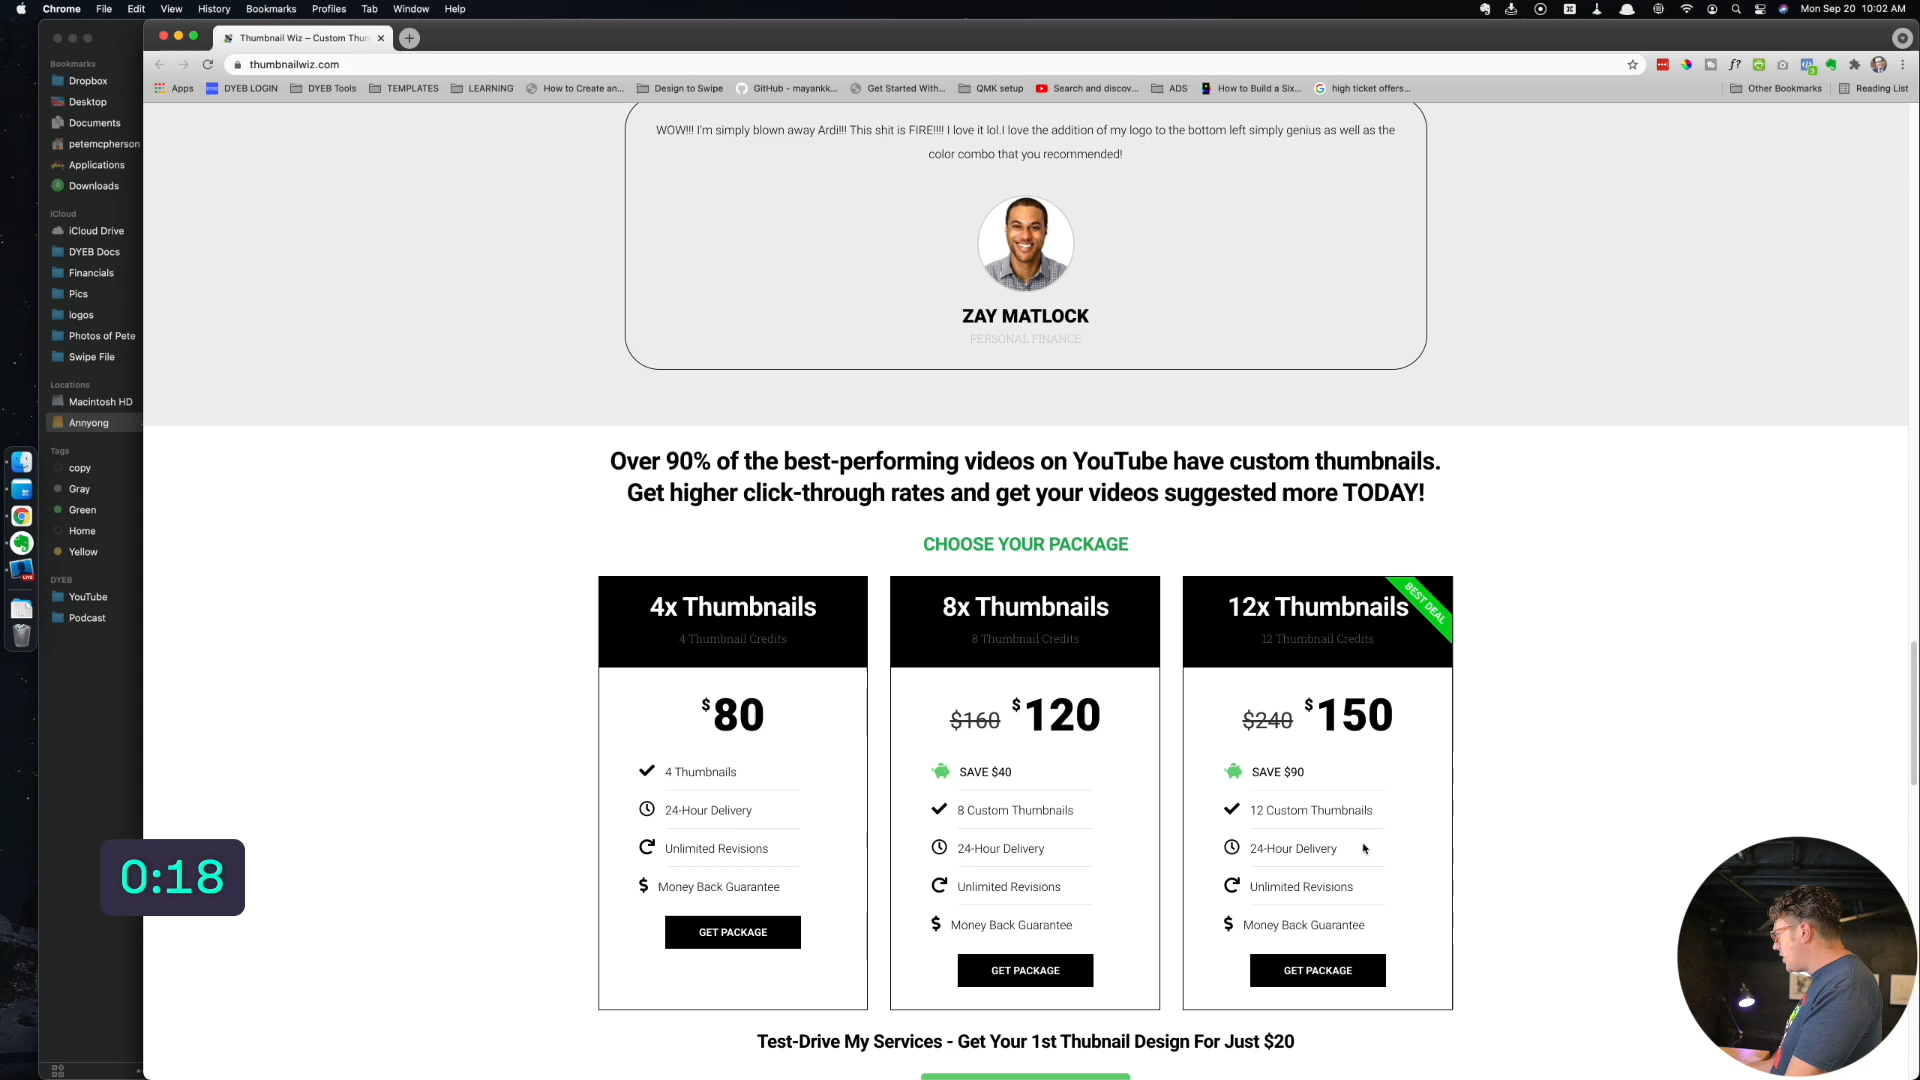 Chrome File Edit View History Bookmarks Profiles Tab Window Help
Mon Sep 20 10:02 AM
Thumbnail Wiz – Custom Thun
thumbnailwiz.com
Apps DYEB LOGIN DYEB Tools TEMPLATES LEARNING How to Create an... Design to Swipe GitHub - mayankk... Get Started With... QMK setup Search and discov... ADS How to Build a Six... high ticket offers... Other Bookmarks Reading List
Bookmarks
Dropbox
Desktop
Documents
petemcpherson
Applications
Downloads
iCloud
iCloud Drive
DYEB Docs
Financials
Pics
logos
Photos of Pete
Swipe File
Locations
Macintosh HD
Annyong
Tags
copy
Gray
Green
Home
Yellow
DYEB
YouTube
Podcast
WOW!!! I'm simply blown away Ardi!!! This shit is FIRE!!!! I love it lol.I love the addition of my logo to the bottom left simply genius as well as the
color combo that you recommended!
ZAY MATLOCK
PERSONAL FINANCE
Over 90% of the best-performing videos on YouTube have custom thumbnails.
Get higher click-through rates and get your videos suggested more TODAY!
CHOOSE YOUR PACKAGE
4x Thumbnails
4 Thumbnail Credits
$80
4 Thumbnails
24-Hour Delivery
Unlimited Revisions
Money Back Guarantee
GET PACKAGE
8x Thumbnails
8 Thumbnail Credits
$160 $120
SAVE $40
8 Custom Thumbnails
24-Hour Delivery
Unlimited Revisions
Money Back Guarantee
GET PACKAGE
12x Thumbnails
BEST DEAL
12 Thumbnail Credits
$240 $150
SAVE $90
12 Custom Thumbnails
24-Hour Delivery
Unlimited Revisions
Money Back Guarantee
GET PACKAGE
Test-Drive My Services - Get Your 1st Thubnail Design For Just $20
0:18